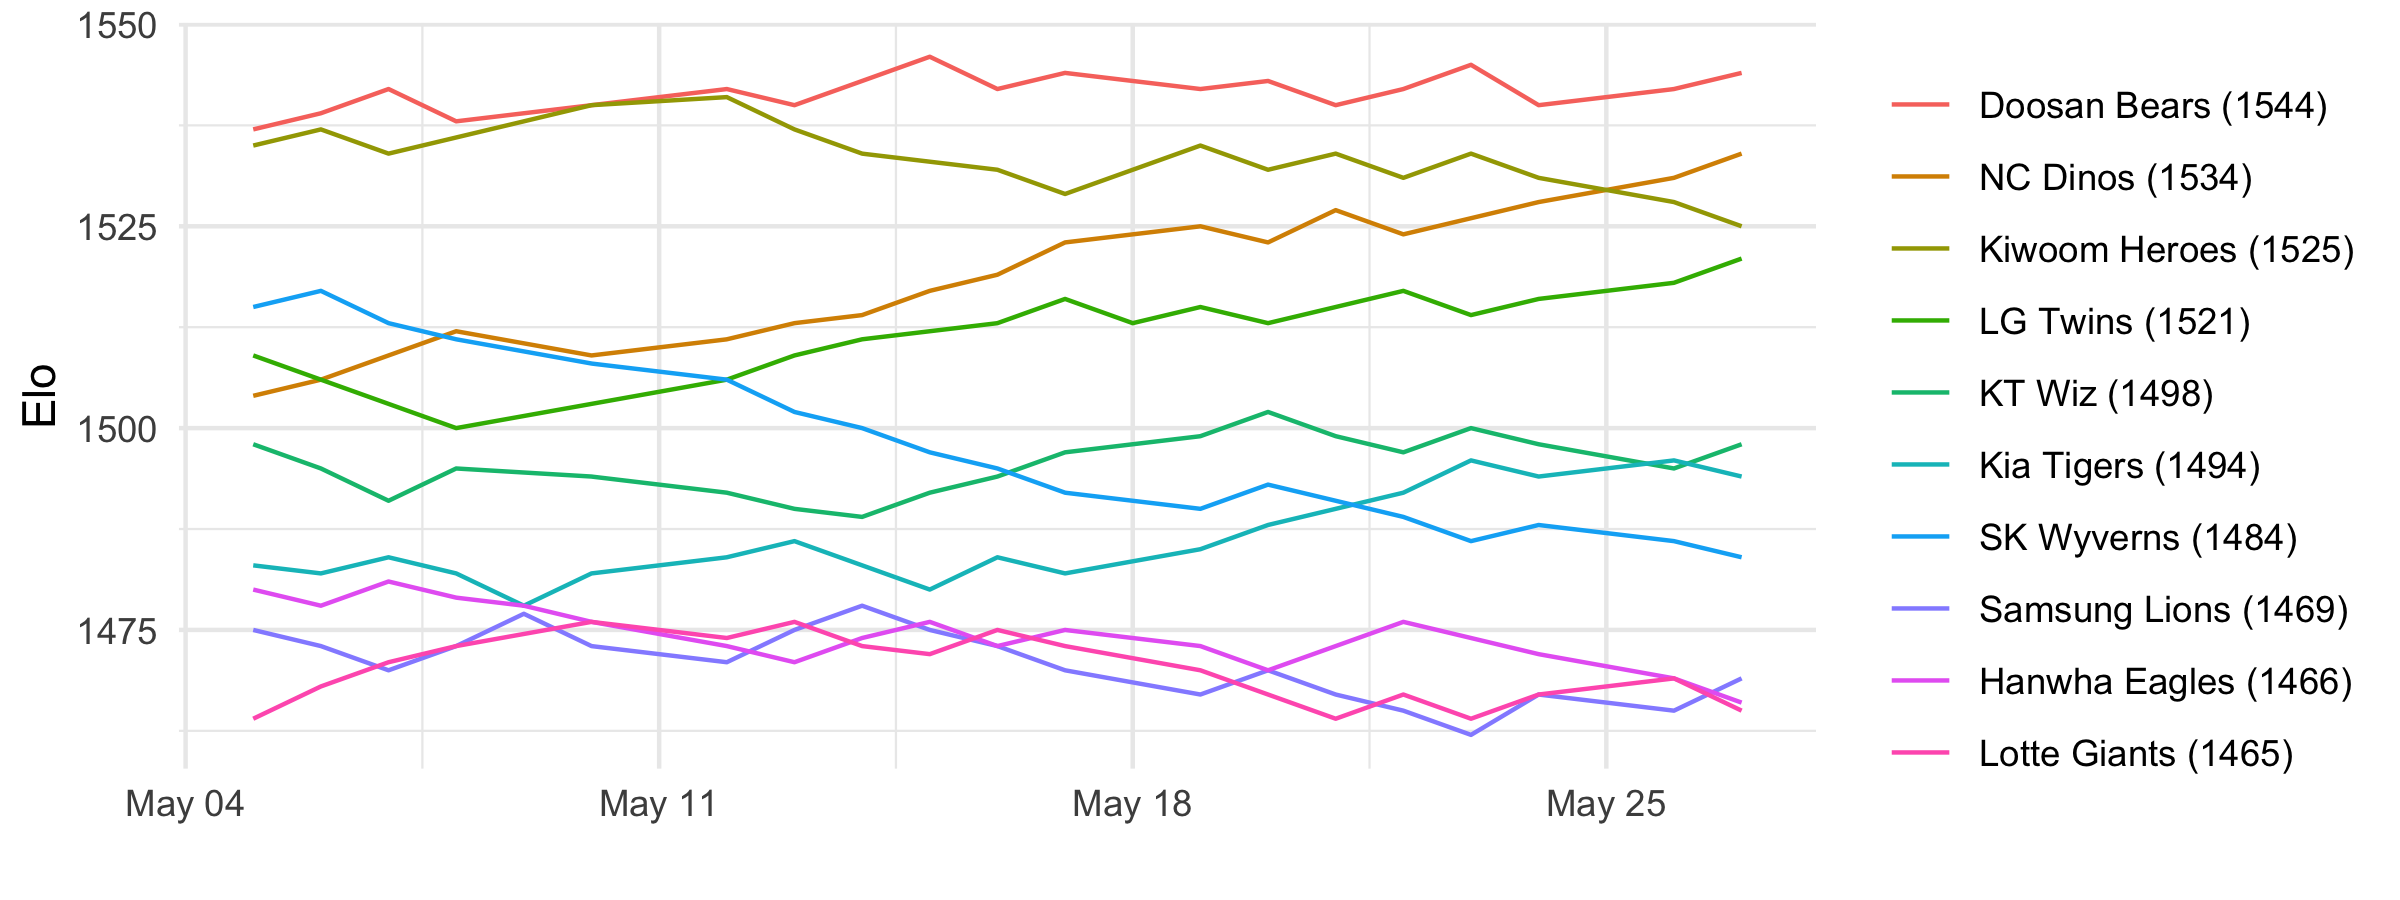 Elo
1550
1525
1500
1475
May 04
May 11
May 18
May 25
Doosan Bears (1544)
NC Dinos (1534)
Kiwoom Heroes (1525)
LG Twins (1521)
KT Wiz (1498)
Kia Tigers (1494)
SK Wyverns (1484)
Samsung Lions (1469)
Hanwha Eagles (1466)
Lotte Giants (1465)